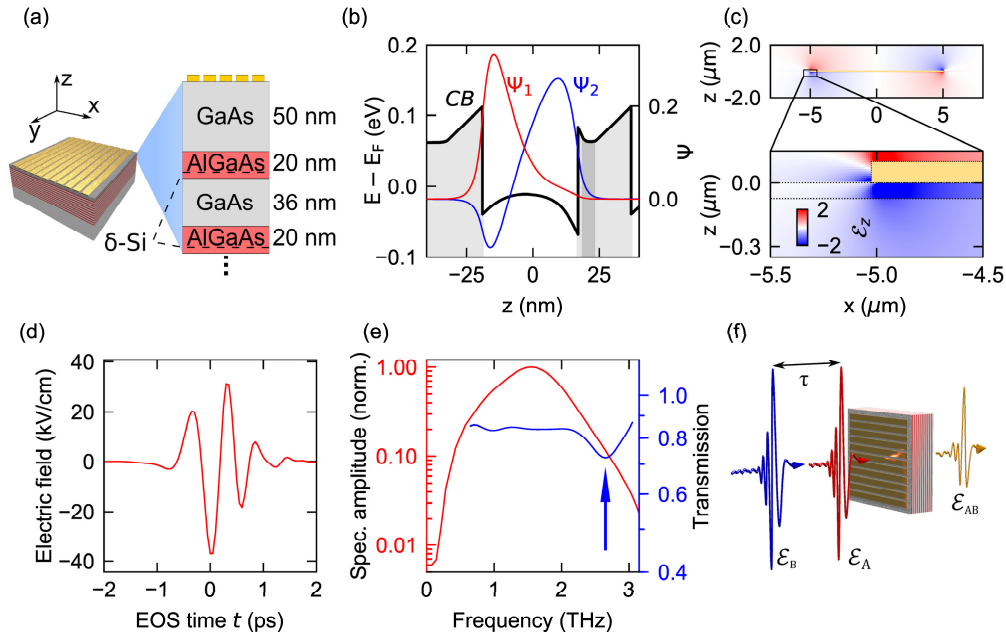 (a)
z
x
y
GaAs
50 nm
AlGaAs
20 nm
GaAs
36 nm
AlGaAs
20 nm
δ-Si
(b)
0.2
0.1
0.0
−0.1
E − E_F (eV)
CB
Ψ₁
Ψ₂
0.2
0.1
0.0
Ψ
−25
0
25
z (nm)
(c)
2.0
-2.0
z (μm)
−5
0
5
0.0
−0.3
z (μm)
2
−2
ℰ_z
−5.5
−5.0
−4.5
x (μm)
(d)
40
20
0
−20
−40
Electric field (kV/cm)
−2
−1
0
1
2
EOS time t (ps)
(e)
1.00
0.10
0.01
Spec. amplitude (norm.)
1.0
0.8
0.6
0.4
Transmission
0
1
2
3
Frequency (THz)
(f)
τ
ℰ_B
ℰ_A
ℰ_AB